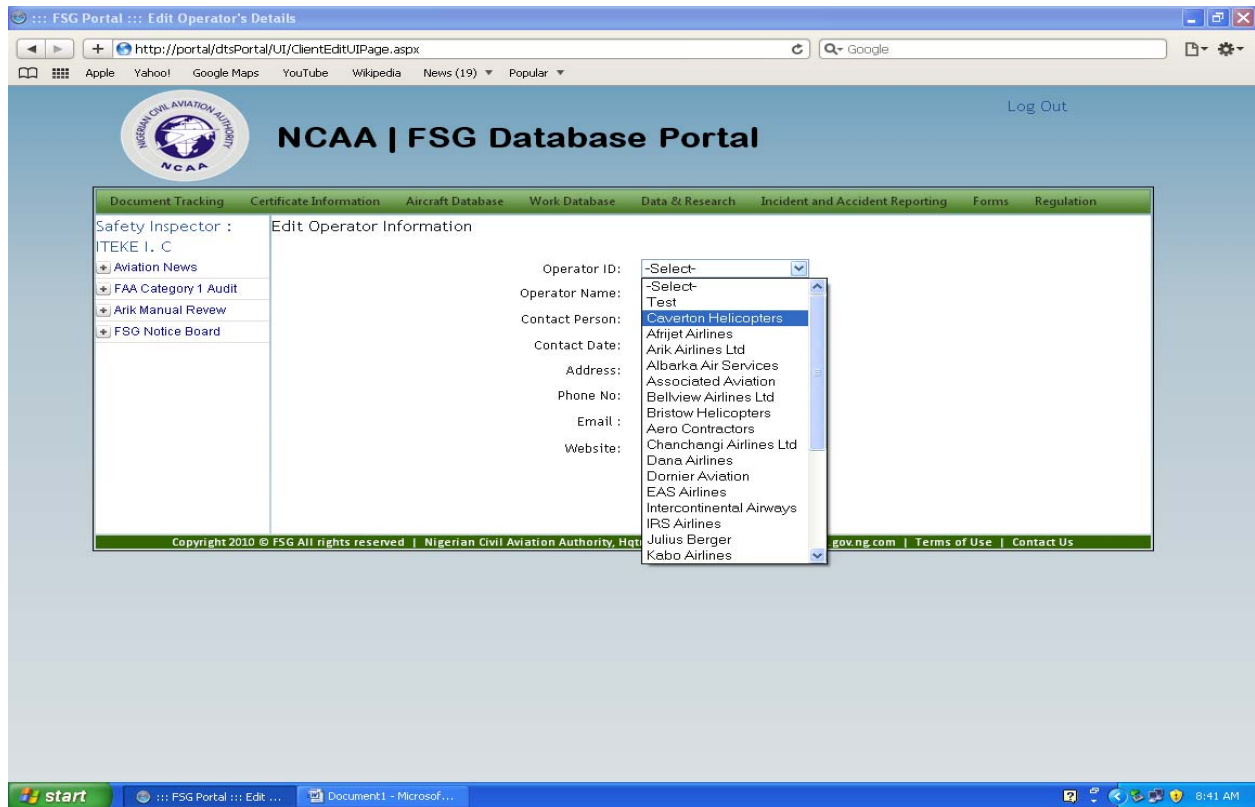 ::: FSG Portal ::: Edit Operator's Details
http://portal/dtsPortal/UI/ClientEditUIPage.aspx
Google
Apple Yahoo! Google Maps YouTube Wikipedia News (19) Popular
Log Out
NIGERIAN CIVIL AVIATION AUTHORITY
NCAA
NCAA | FSG Database Portal
Document Tracking Certificate Information Aircraft Database Work Database Data & Research Incident and Accident Reporting Forms Regulation
Safety Inspector :
ITEKE I. C
Aviation News
FAA Category 1 Audit
Arik Manual Revew
FSG Notice Board
Edit Operator Information
Operator ID: -Select-
Operator Name:
Contact Person:
Contact Date:
Address:
Phone No:
Email :
Website:
-Select-
Test
Caverton Helicopters
Afrijet Airlines
Arik Airlines Ltd
Albarka Air Services
Associated Aviation
Bellview Airlines Ltd
Bristow Helicopters
Aero Contractors
Chanchangi Airlines Ltd
Dana Airlines
Dornier Aviation
EAS Airlines
Intercontinental Airways
IRS Airlines
Julius Berger
Kabo Airlines
Copyright 2010 © FSG All rights reserved | Nigerian Civil Aviation Authority, gov.ng.com | Terms of Use | Contact Us
start ::: FSG Portal ::: Edit ... Document1 - Microsof... 8:41 AM